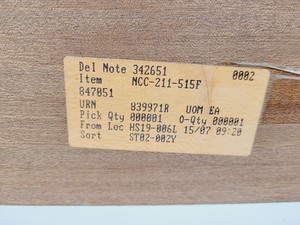 Del Note 342651 0002
Item NCC-211-515F
847051
URN 839971R UOM EA
Pick Qty 000001 O-Qty 000001
From Loc HS19-006L 15/07 09:20
Sort ST02-002Y